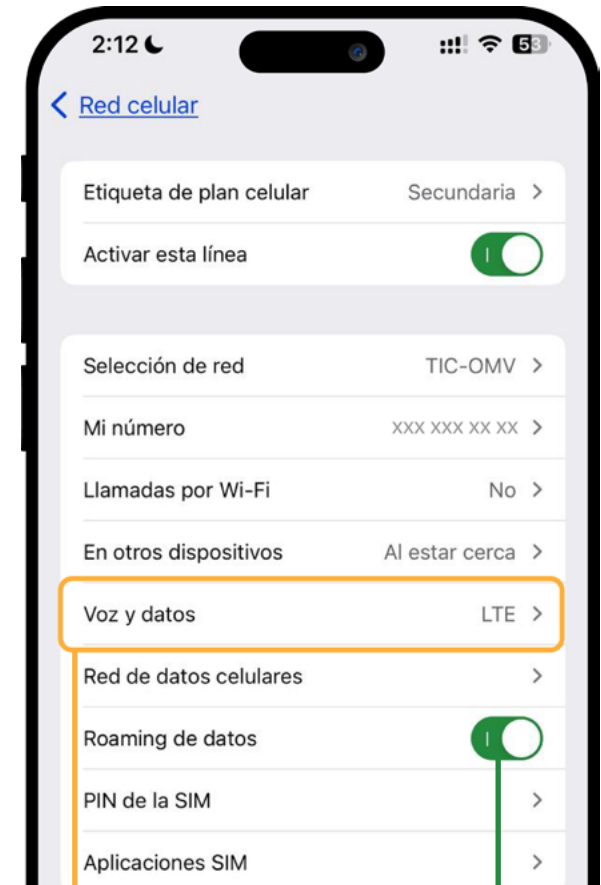 2:12 53
Red celular
Etiqueta de plan celular Secundaria
Activar esta línea
Selección de red TIC-OMV
Mi número xxx xxx xx xx
Llamadas por Wi-Fi No
En otros dispositivos Al estar cerca
Voz y datos LTE
Red de datos celulares
Roaming de datos
PIN de la SIM
Aplicaciones SIM